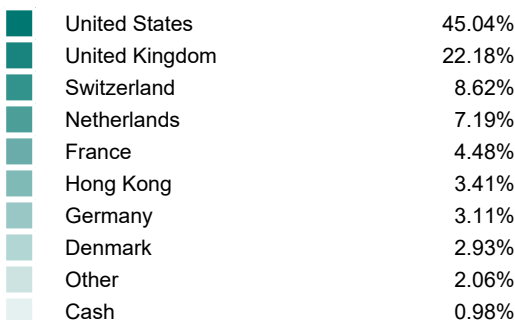 United States 45.04%
United Kingdom 22.18%
Switzerland 8.62%
Netherlands 7.19%
France 4.48%
Hong Kong 3.41%
Germany 3.11%
Denmark 2.93%
Other 2.06%
Cash 0.98%